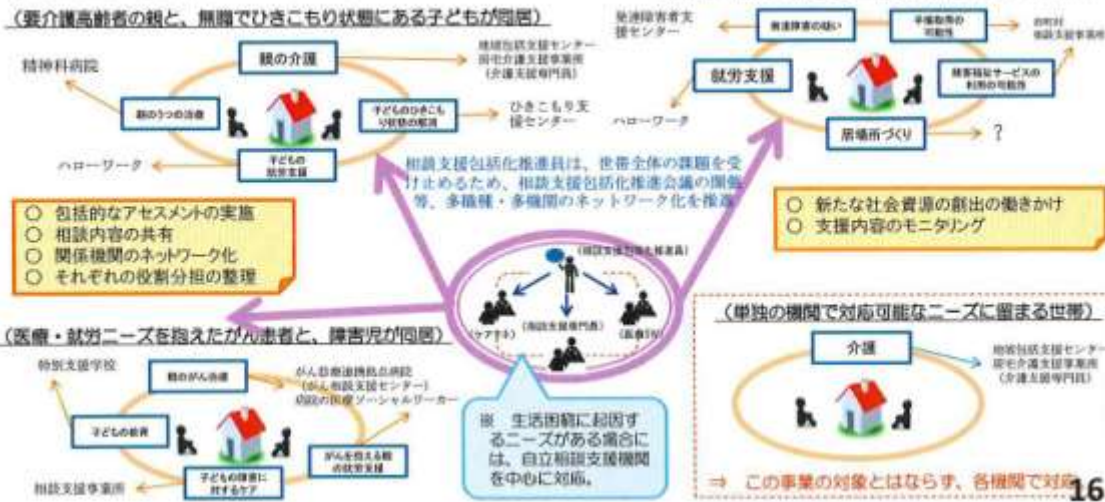 (要介護高齢者の親と、無職でひきこもり状態にある子どもが同居)
親の介護
地域包括支援センター
居宅介護支援事業所
(介護支援専門員)
精神科病院
親のうつの治療
子どものひきこもり状態の解消
ひきこもり支援センター
ハローワーク
子どもの
就労支援
発達障害者支援センター
発達障害の疑い
手帳取得の
可能性
相談支援事業所
就労支援
障害福祉サービスの
利用の可能性
ハローワーク
居場所づくり
?
相談支援包括化推進員は、世帯全体の課題を受
け止めるため、相談支援包括化推進会議の開催
等、多職種・多機関のネットワーク化を推進
○ 包括的なアセスメントの実施
○ 相談内容の共有
○ 関係機関のネットワーク化
○ それぞれの役割分担の整理
○ 新たな社会資源の創出の働きかけ
○ 支援内容のモニタリング
(相談支援包括化推進員)
(ケアマネ)
(相談支援専門員)
(医療SW)
(医療・就労ニーズを抱えたがん患者と、障害児が同居)
特別支援学校
親のがん治療
がん診療連携拠点病院
(がん相談支援センター)
病院の医療ソーシャルワーカー
子どもの教育
がんを抱える親
の就労支援
相談支援事業所
子どもの障害に
対するケア
※ 生活困窮に起因す
るニーズがある場合に
は、自立相談支援機関
を中心に対応。
(単独の機関で対応可能なニーズに留まる世帯)
介護
地域包括支援センター
居宅介護支援事業所
(介護支援専門員)
⇒ この事業の対象とはならず、各機関で対応
16